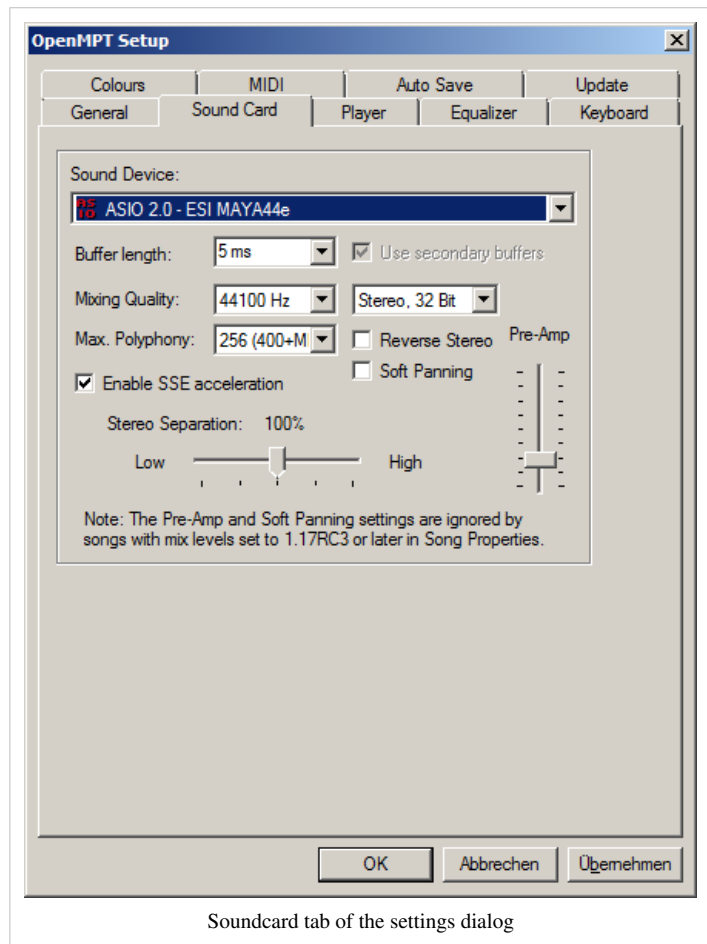 OpenMPT Setup
Colours MIDI Auto Save Update
General Sound Card Player Equalizer Keyboard
Sound Device:
ASIO ASIO 2.0 - ESI MAYA44e
Buffer length: 5 ms Use secondary buffers
Mixing Quality: 44100 Hz Stereo, 32 Bit
Max. Polyphony: 256 (400+M Reverse Stereo Pre-Amp
Enable SSE acceleration Soft Panning
Stereo Separation: 100%
Low High
Note: The Pre-Amp and Soft Panning settings are ignored by
songs with mix levels set to 1.17RC3 or later in Song Properties.
OK Abbrechen Übernehmen
Soundcard tab of the settings dialog